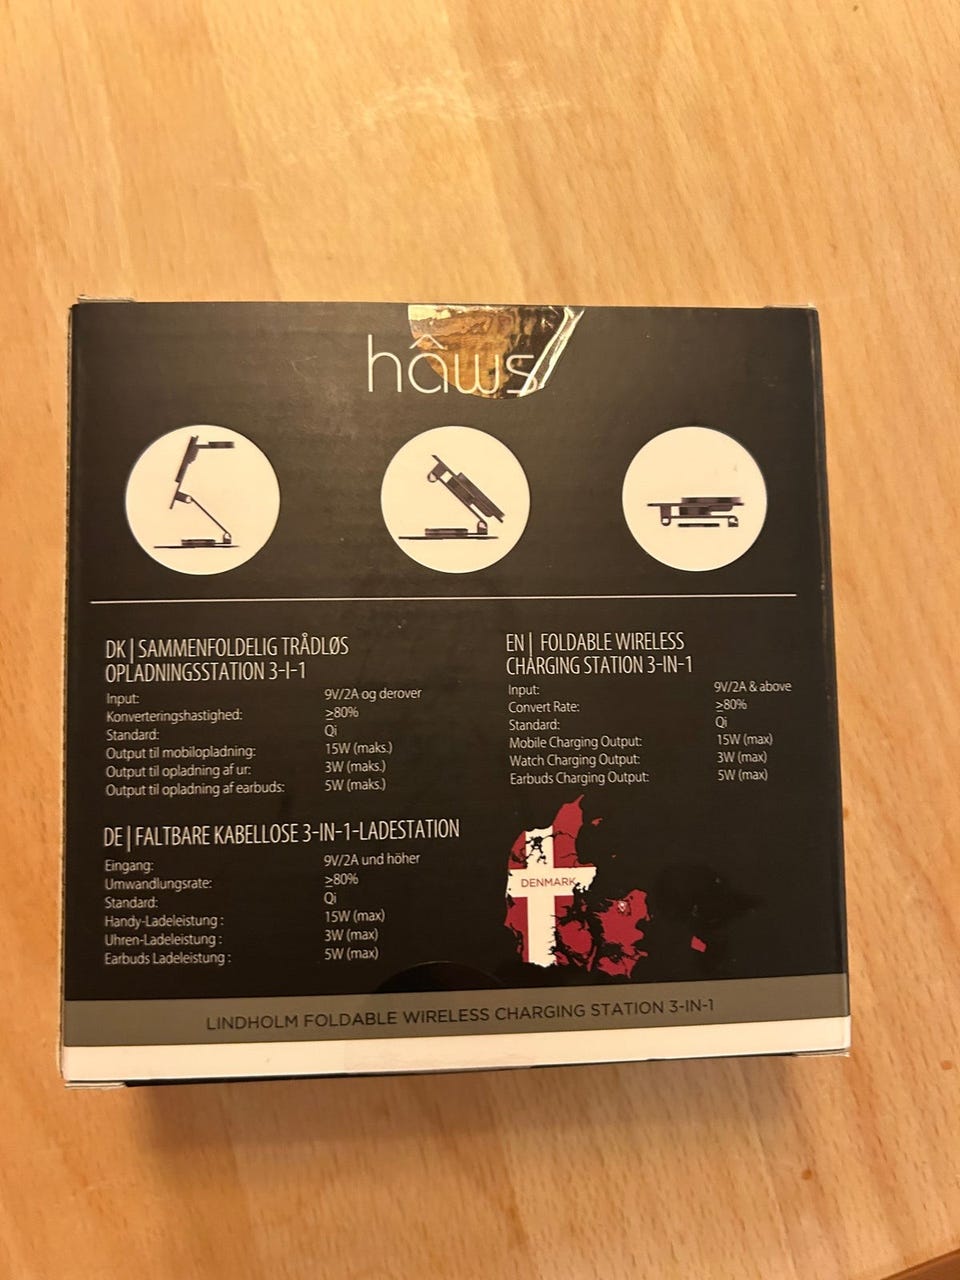 hâws
DK | SAMMENFOLDELIG TRÅDLØS
OPLADNINGSSTATION 3-I-1
Input: 9V/2A og derover
Konverteringshastighed: ≥80%
Standard: Qi
Output til mobilopladning: 15W (maks.)
Output til opladning af ur: 3W (maks.)
Output til opladning af earbuds: 5W (maks.)
EN | FOLDABLE WIRELESS
CHARGING STATION 3-IN-1
Input: 9V/2A & above
Convert Rate: ≥80%
Standard: Qi
Mobile Charging Output: 15W (max)
Watch Charging Output: 3W (max)
Earbuds Charging Output: 5W (max)
DE | FALTBARE KABELLOSE 3-IN-1-LADESTATION
Eingang: 9V/2A und höher
Umwandlungsrate: ≥80%
Standard: Qi
Handy-Ladeleistung : 15W (max)
Uhren-Ladeleistung : 3W (max)
Earbuds Ladeleistung : 5W (max)
DENMARK
LINDHOLM FOLDABLE WIRELESS CHARGING STATION 3-IN-1